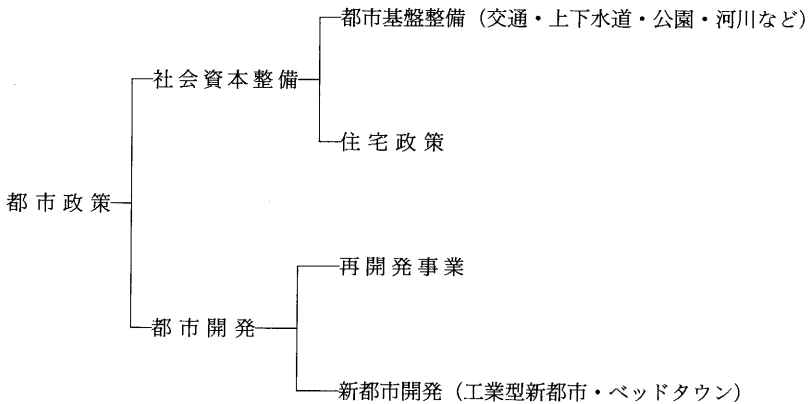 都市基盤整備（交通・上下水道・公園・河川など）
社会資本整備
住宅政策
都市政策
再開発事業
都市開発
新都市開発（工業型新都市・ベッドタウン）